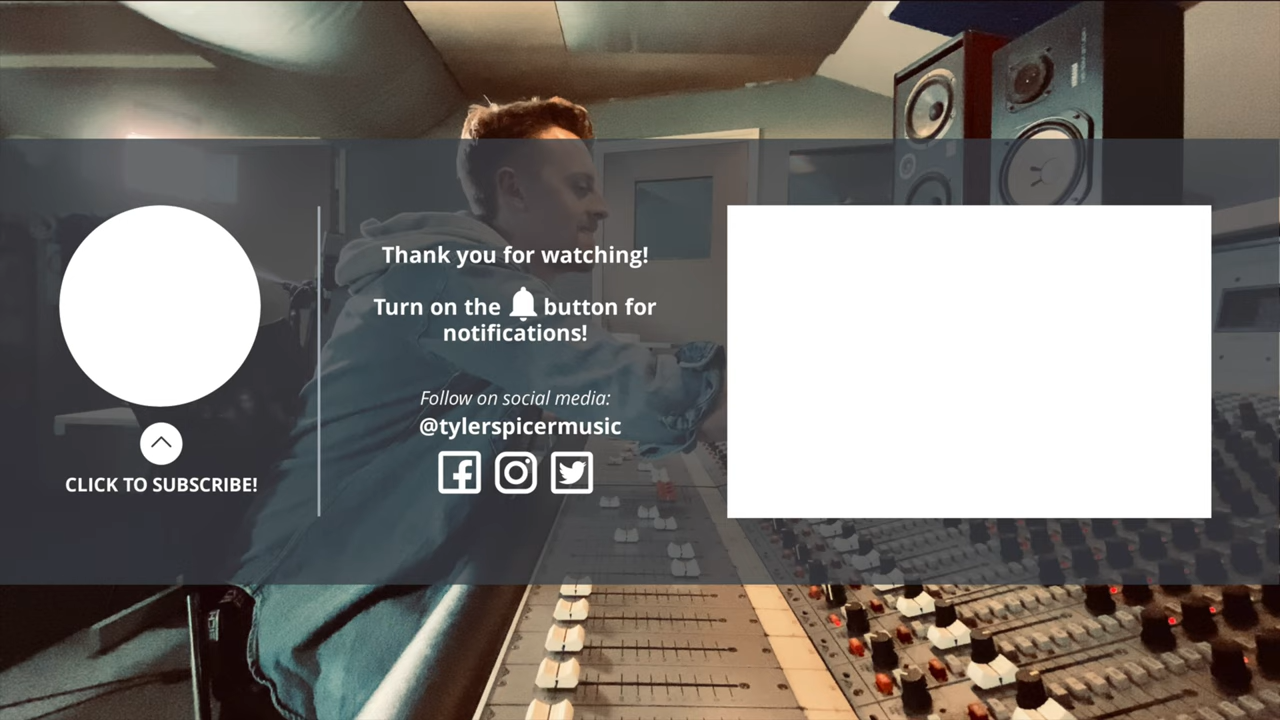 Thank you for watching!
Turn on the button for
notifications!
Follow on social media:
@tylerspicermusic
CLICK TO SUBSCRIBE!